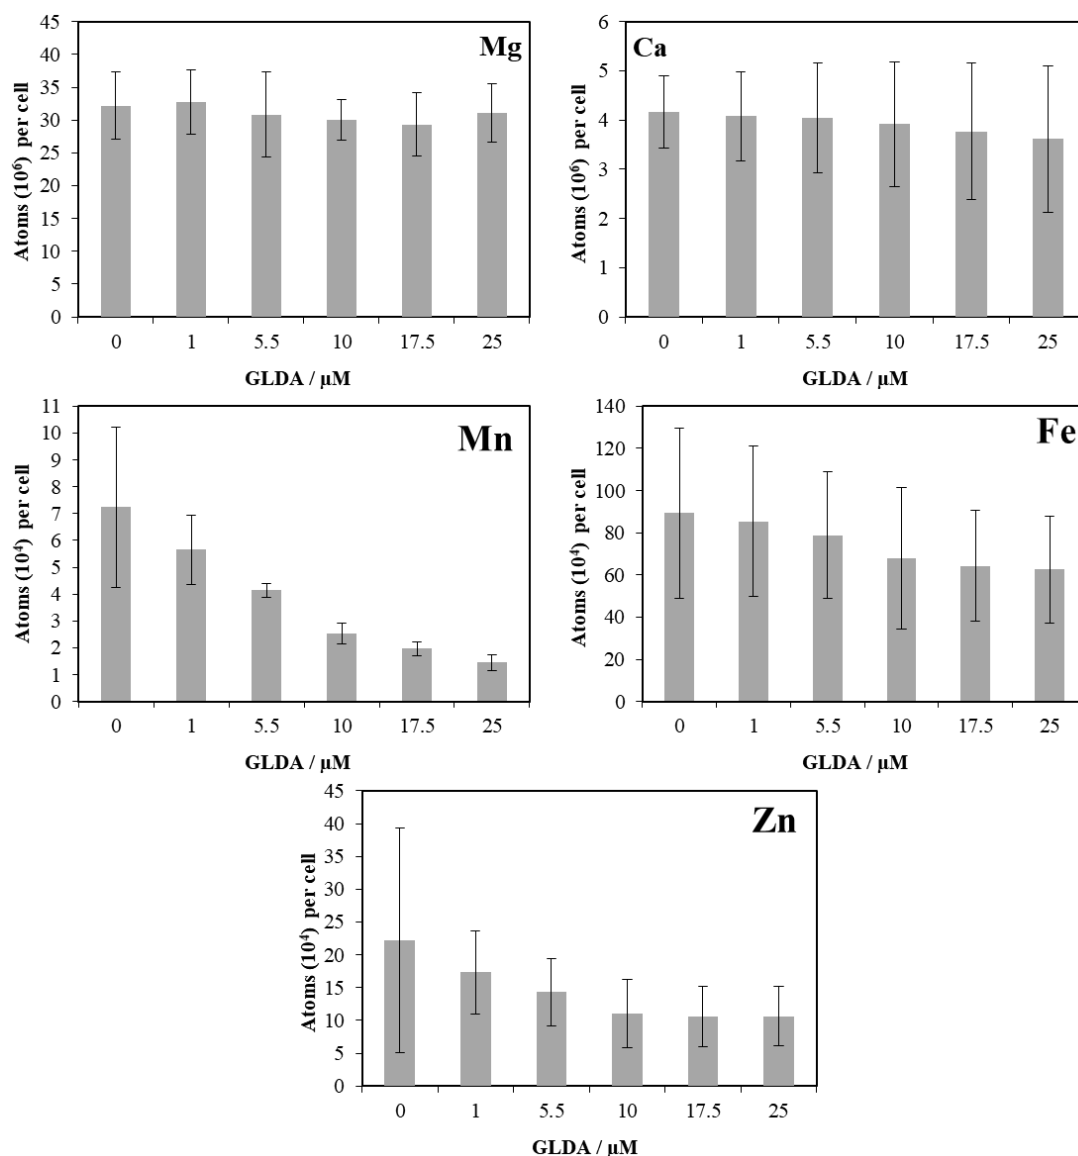 Mg
Atoms (10⁶) per cell
45
40
35
30
25
20
15
10
5
0
0 1 5.5 10 17.5 25
GLDA / µM
Ca
Atoms (10⁶) per cell
6
5
4
3
2
1
0
0 1 5.5 10 17.5 25
GLDA / µM
Mn
Atoms (10⁴) per cell
11
10
9
8
7
6
5
4
3
2
1
0
0 1 5.5 10 17.5 25
GLDA / µM
Fe
Atoms (10⁴) per cell
140
120
100
80
60
40
20
0
0 1 5.5 10 17.5 25
GLDA / µM
Zn
Atoms (10⁴) per cell
45
40
35
30
25
20
15
10
5
0
0 1 5.5 10 17.5 25
GLDA / µM